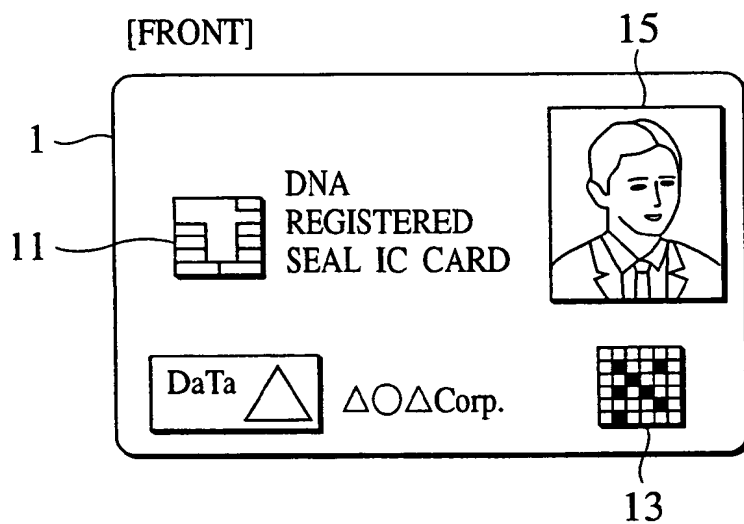 [FRONT]
15
1
DNA
REGISTERED
SEAL IC CARD
11
DaTa
△○△Corp.
13